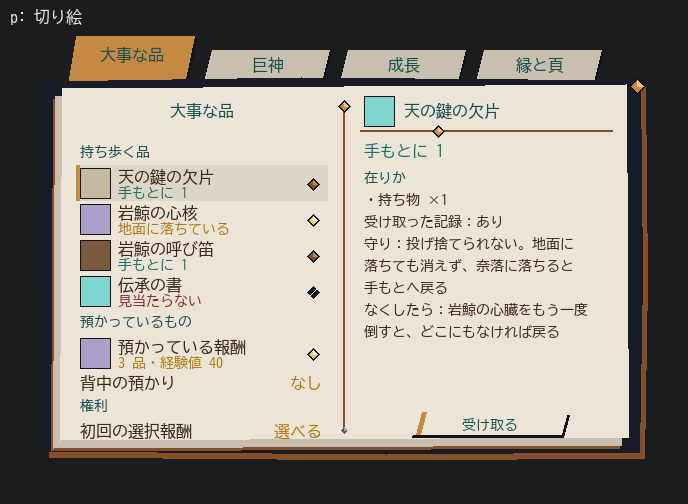 p: 切り絵
大事な品
巨神
成長
縁と頁
大事な品
持ち歩く品
天の鍵の欠片
手もとに 1
岩鯨の心核
地面に落ちている
岩鯨の呼び笛
手もとに 1
伝承の書
見当たらない
預かっているもの
預かっている報酬
3 品・経験値 40
背中の預かり なし
権利
初回の選択報酬 選べる
天の鍵の欠片
手もとに 1
在りか
・持ち物 ×1
受け取った記録：あり
守り：投げ捨てられない。地面に
落ちても消えず、奈落に落ちると
手もとへ戻る
なくしたら：岩鯨の心臓をもう一度
倒すと、どこにもなければ戻る
受け取る